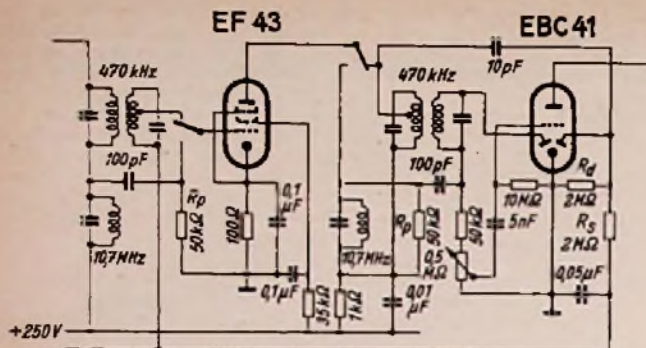 EF 43
EBC 41
470 kHz
470 kHz
10pF
100pF
100pF
Rp
50kΩ
100Ω
0,1 µF
Rp
50kΩ
50kΩ
10MΩ
5nF
Rd
2MΩ
Rs
2MΩ
10,7MHz
10,7MHz
0,5 MΩ
0,1µF
35kΩ
1kΩ
0,01 µF
0,05µF
+250V